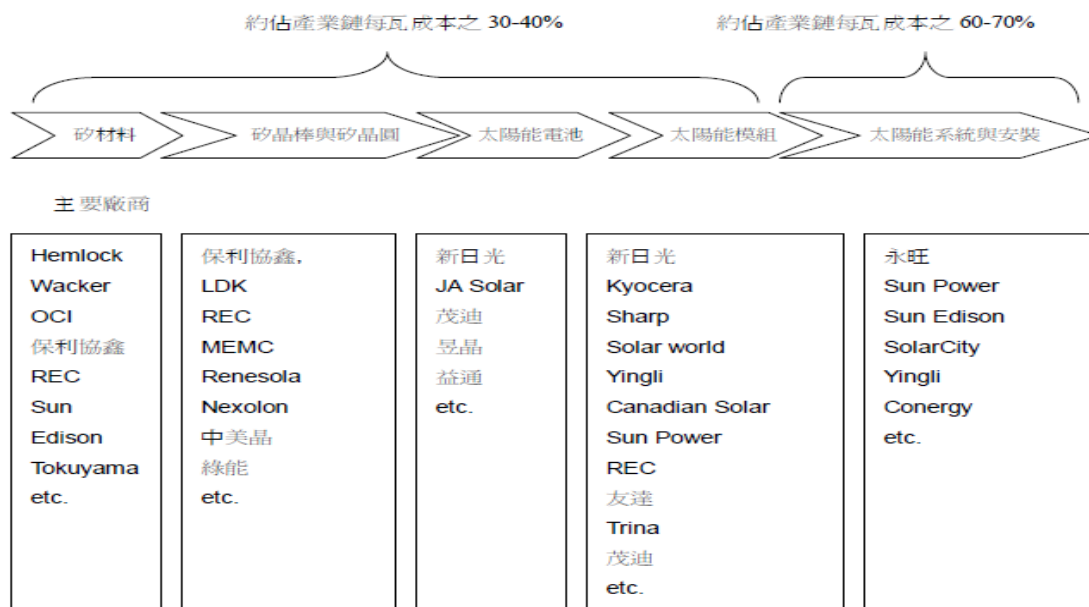 約佔產業鏈每瓦成本之 30-40%
約佔產業鏈每瓦成本之 60-70%
矽材料
矽晶棒與矽晶圓
太陽能電池
太陽能模組
太陽能系統與安裝
主要廠商
Hemlock
Wacker
OCI
保利協鑫
REC
Sun
Edison
Tokuyama
etc.
保利協鑫,
LDK
REC
MEMC
Renesola
Nexolon
中美晶
綠能
etc.
新日光
JA Solar
茂迪
昱晶
益通
etc.
新日光
Kyocera
Sharp
Solar world
Yingli
Canadian Solar
Sun Power
REC
友達
Trina
茂迪
etc.
永旺
Sun Power
Sun Edison
SolarCity
Yingli
Conergy
etc.